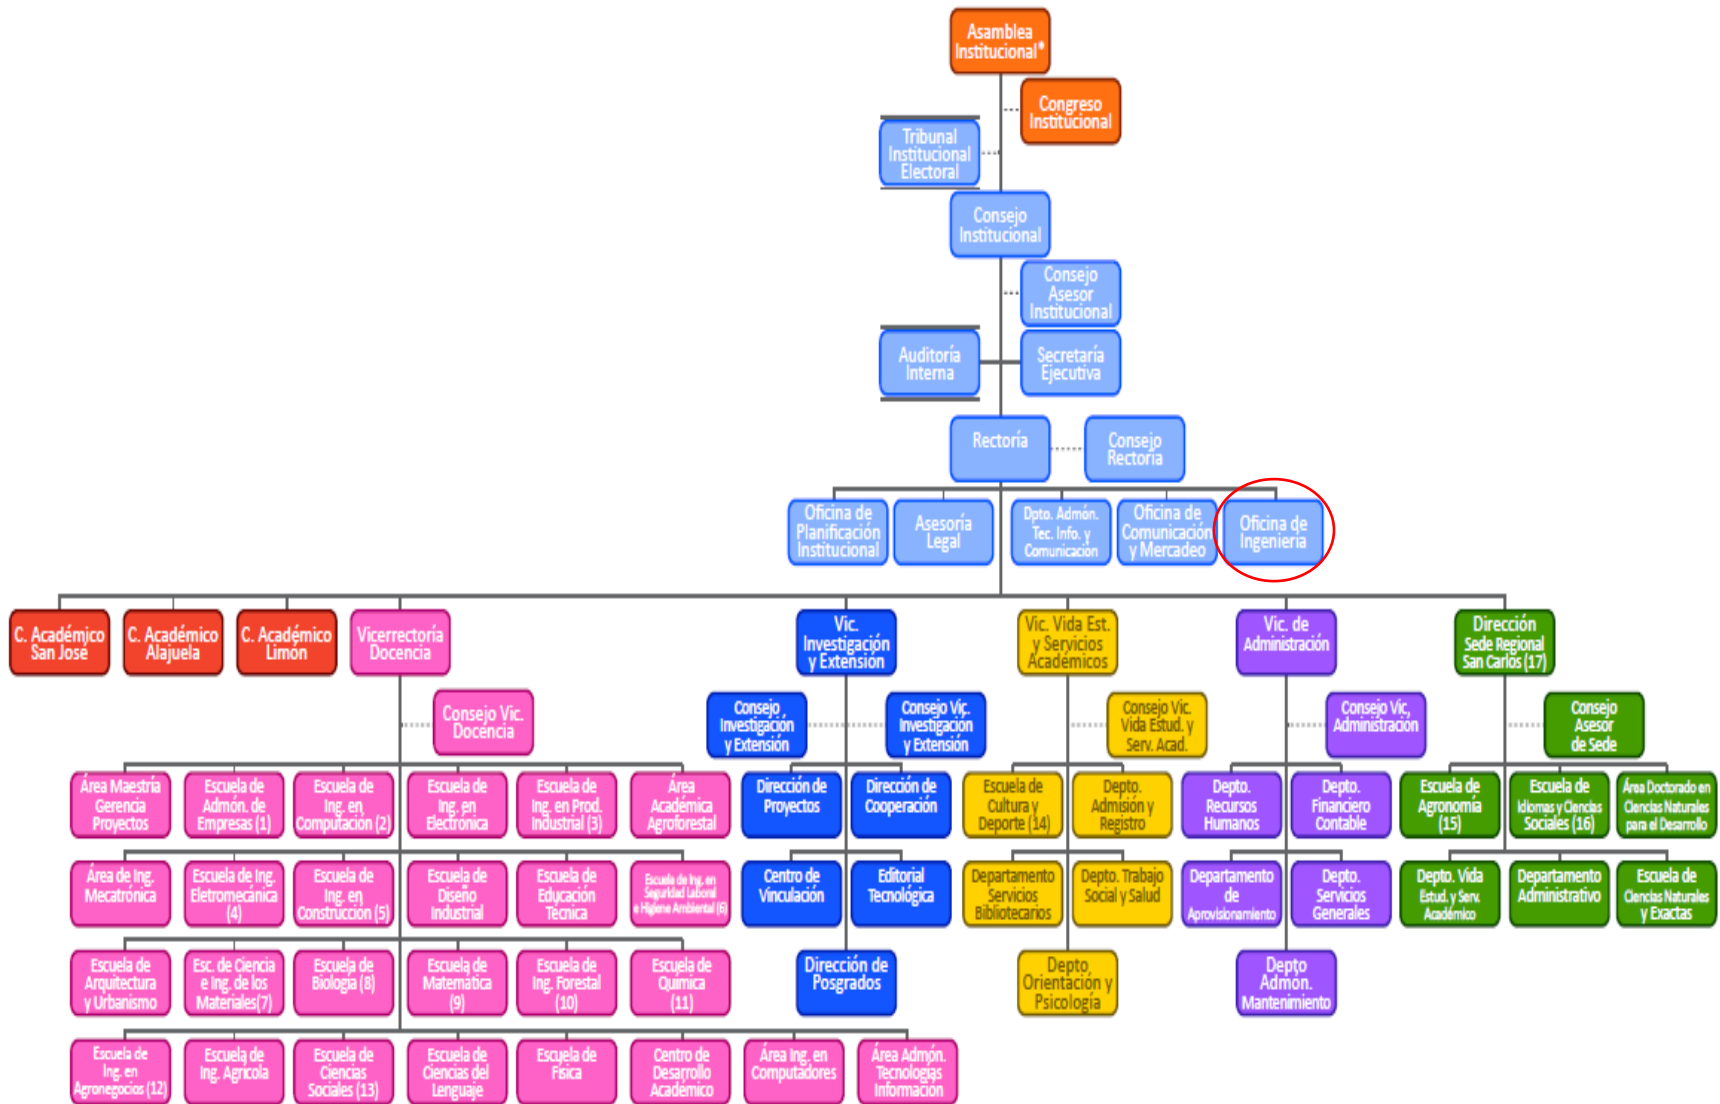 Asamblea
Institucional*
Congreso
Institucional
Tribunal
Institucional
Electoral
Consejo
Institucional
Consejo
Asesor
Institucional
Auditoría
Interna
Secretaría
Ejecutiva
Rectoría
Consejo
Rectoría
Oficina de
Planificación
Institucional
Asesoría
Legal
Dpto. Admón.
Tec. Info. y
Comunicación
Oficina de
Comunicación
y Mercadeo
Oficina de
Ingeniería
C. Académico
San José
C. Académico
Alajuela
C. Académico
Limón
Vicerrectoría
Docencia
Vic.
Investigación
y Extensión
Vic. Vida Est.
y Servicios
Académicos
Vic. de
Administración
Dirección
Sede Regional
San Carlos (17)
Consejo Vic.
Docencia
Consejo
Investigación
y Extensión
Consejo Vic.
Investigación
y Extensión
Consejo Vic.
Vida Estud. y
Serv. Acad.
Consejo Vic,
Administración
Consejo
Asesor
de Sede
Área Maestría
Gerencia
Proyectos
Escuela de
Admón. de
Empresas (1)
Escuela de
Ing. en
Computación (2)
Escuela de
Ing. en
Electrónica
Escuela de
Ing. en Prod.
Industrial (3)
Área
Académica
Agroforestal
Dirección de
Proyectos
Dirección de
Cooperación
Escuela de
Cultura y
Deporte (14)
Depto.
Admisión y
Registro
Depto.
Recursos
Humanos
Depto.
Financiero
Contable
Escuela de
Agronomía
(15)
Escuela de
Idiomas y Ciencias
Sociales (16)
Área Doctorado en
Ciencias Naturales
para el Desarrollo
Área de Ing.
Mecatrónica
Escuela de Ing.
Eletromecánica
(4)
Escuela de
Ing. en
Construcción (5)
Escuela de
Diseño
Industrial
Escuela de
Educación
Técnica
Escuela de Ing. en
Seguridad Laboral
e Higiene Ambiental (6)
Centro de
Vinculación
Editorial
Tecnológica
Departamento
Servicios
Bibliotecarios
Depto. Trabajo
Social y Salud
Departamento
de
Aprovisionamiento
Depto.
Servicios
Generales
Depto. Vida
Estud. y Serv.
Académico
Departamento
Administrativo
Escuela de
Ciencias Naturales
y Exactas
Escuela de
Arquitectura
y Urbanismo
Esc. de Ciencia
e Ing. de los
Materiales(7)
Escuela de
Biología (8)
Escuela de
Matemática
(9)
Escuela de
Ing. Forestal
(10)
Escuela de
Química
(11)
Dirección de
Posgrados
Depto
Orientación y
Psicología
Depto
Admón.
Mantenimiento
Escuela de
Ing. en
Agronegocios (12)
Escuela de
Ing. Agrícola
Escuela de
Ciencias
Sociales (13)
Escuela de
Ciencias del
Lenguaje
Escuela de
Física
Centro de
Desarrollo
Académico
Área Ing. en
Computadores
Área Admón.
Tecnologías
Información